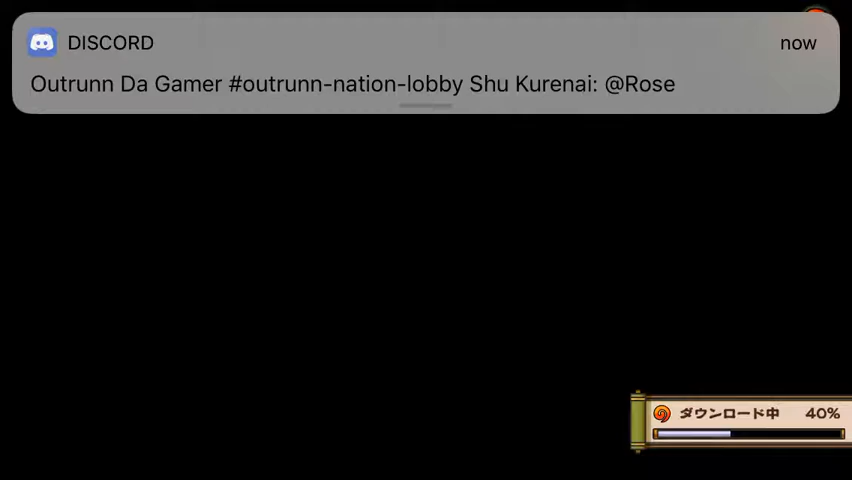 DISCORD now
Outrunn Da Gamer #outrunn-nation-lobby Shu Kurenai: @Rose
ダウンロード中 40%